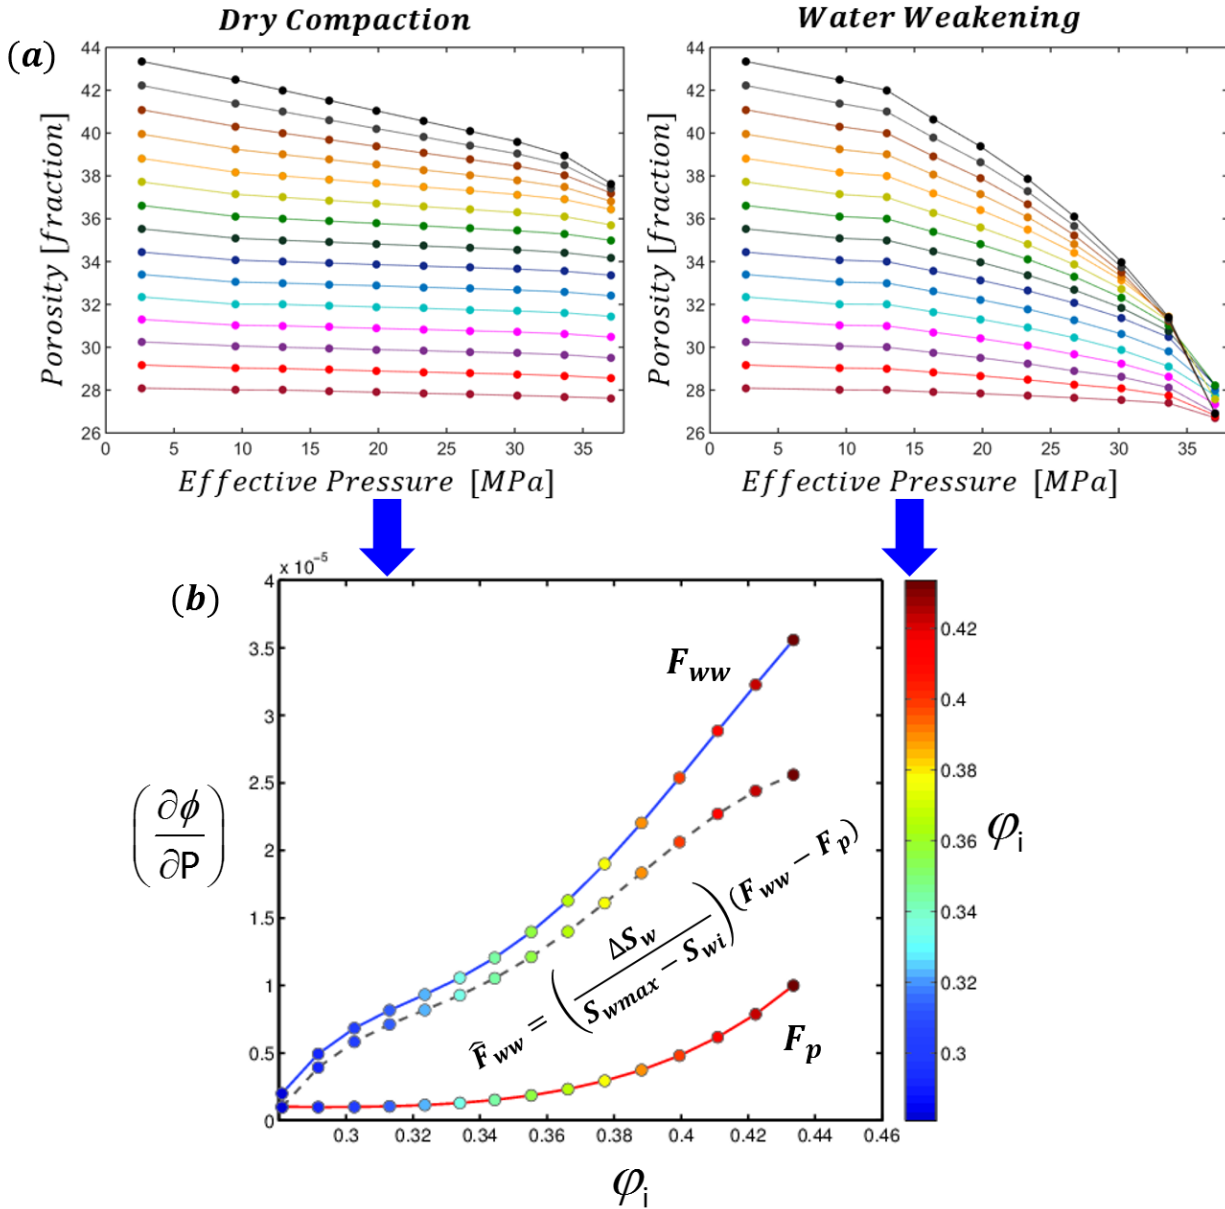 Dry Compaction
Water Weakening
(a)
44
42
40
38
36
34
32
30
28
26
Porosity [fraction]
0 5 10 15 20 25 30 35
Effective Pressure [MPa]
44
42
40
38
36
34
32
30
28
26
Porosity [fraction]
0 5 10 15 20 25 30 35
Effective Pressure [MPa]
(b)
x 10⁻⁵
4
3.5
3
2.5
2
1.5
1
0.5
0
(∂ϕ/∂P)
F_ww
F̂_ww = (ΔS_w / (S_wmax − S_wi)) (F_ww − F_p)
F_p
0.3 0.32 0.34 0.36 0.38 0.4 0.42 0.44 0.46
φ_i
0.42
0.4
0.38
0.36
0.34
0.32
0.3
φ_i